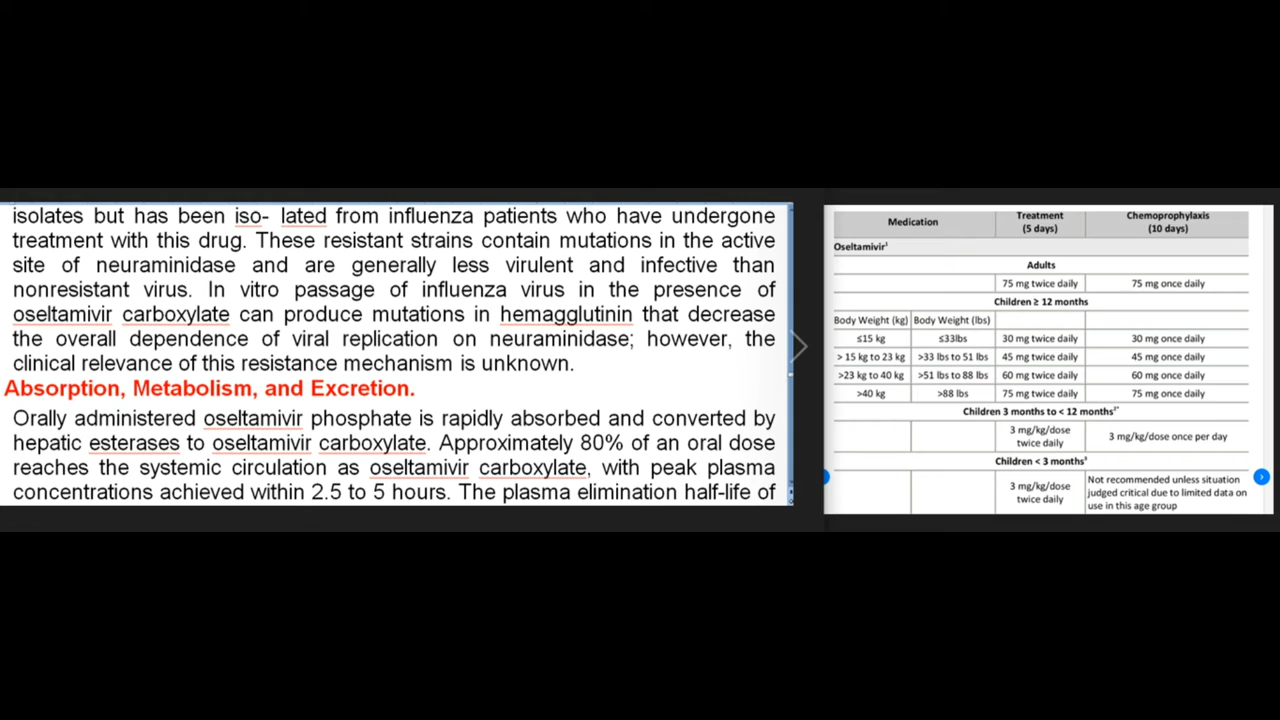 isolates but has been iso- lated from influenza patients who have undergone
treatment with this drug. These resistant strains contain mutations in the active
site of neuraminidase and are generally less virulent and infective than
nonresistant virus. In vitro passage of influenza virus in the presence of
oseltamivir carboxylate can produce mutations in hemagglutinin that decrease
the overall dependence of viral replication on neuraminidase; however, the
clinical relevance of this resistance mechanism is unknown.
Absorption, Metabolism, and Excretion.
Orally administered oseltamivir phosphate is rapidly absorbed and converted by
hepatic esterases to oseltamivir carboxylate. Approximately 80% of an oral dose
reaches the systemic circulation as oseltamivir carboxylate, with peak plasma
concentrations achieved within 2.5 to 5 hours. The plasma elimination half-life of
Medication Treatment (5 days) Chemoprophylaxis (10 days)
Oseltamivir¹
Adults
75 mg twice daily 75 mg once daily
Children ≥ 12 months
Body Weight (kg) Body Weight (lbs)
≤15 kg ≤33lbs 30 mg twice daily 30 mg once daily
> 15 kg to 23 kg >33 lbs to 51 lbs 45 mg twice daily 45 mg once daily
>23 kg to 40 kg >51 lbs to 88 lbs 60 mg twice daily 60 mg once daily
>40 kg >88 lbs 75 mg twice daily 75 mg once daily
Children 3 months to < 12 months²
3 mg/kg/dose
twice daily
3 mg/kg/dose once per day
Children < 3 months³
3 mg/kg/dose
twice daily
Not recommended unless situation
judged critical due to limited data on
use in this age group